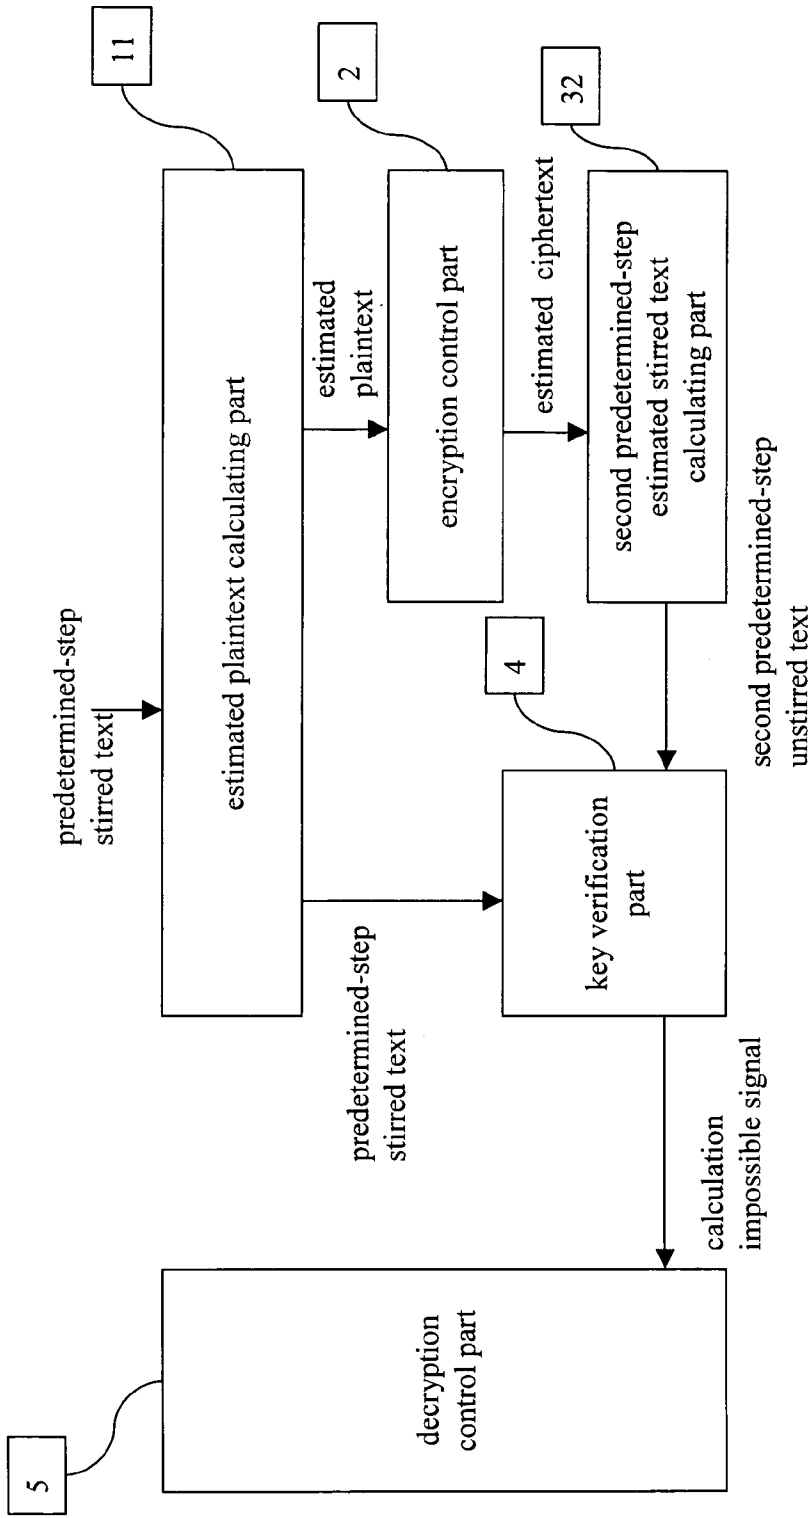 11
predetermined-step
stirred text
estimated plaintext calculating part
estimated
plaintext
2
encryption control part
estimated ciphertext
32
second predetermined-step
estimated stirred text
calculating part
second predetermined-step
unstirred text
predetermined-step
stirred text
4
key verification
part
calculation
impossible signal
5
decryption
control part